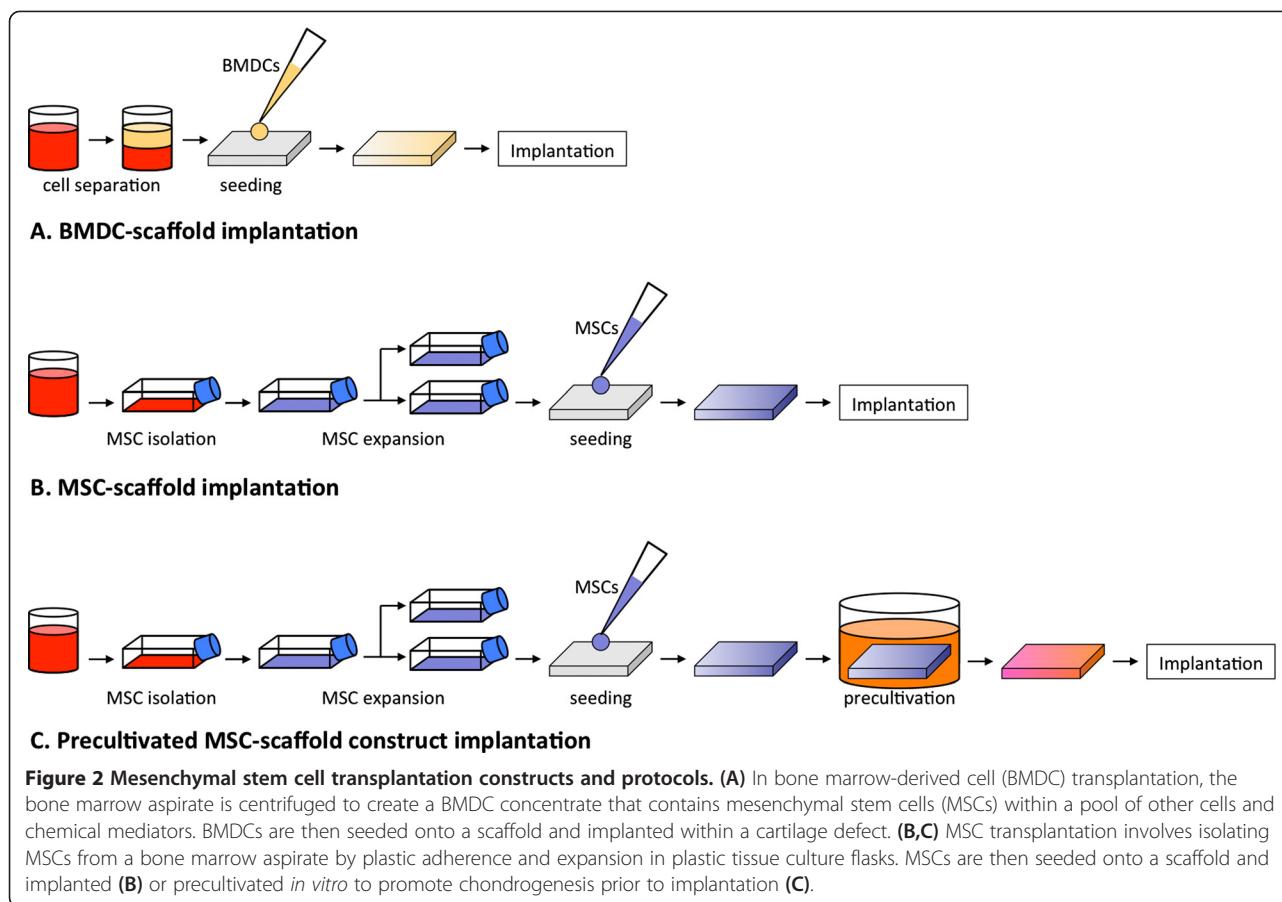 BMDCs
Implantation
cell separation seeding
A. BMDC-scaffold implantation
MSCs
Implantation
MSC isolation MSC expansion seeding
B. MSC-scaffold implantation
MSCs
Implantation
MSC isolation MSC expansion seeding precultivation
C. Precultivated MSC-scaffold construct implantation
Figure 2 Mesenchymal stem cell transplantation constructs and protocols. (A) In bone marrow-derived cell (BMDC) transplantation, the
bone marrow aspirate is centrifuged to create a BMDC concentrate that contains mesenchymal stem cells (MSCs) within a pool of other cells and
chemical mediators. BMDCs are then seeded onto a scaffold and implanted within a cartilage defect. (B,C) MSC transplantation involves isolating
MSCs from a bone marrow aspirate by plastic adherence and expansion in plastic tissue culture flasks. MSCs are then seeded onto a scaffold and
implanted (B) or precultivated in vitro to promote chondrogenesis prior to implantation (C).